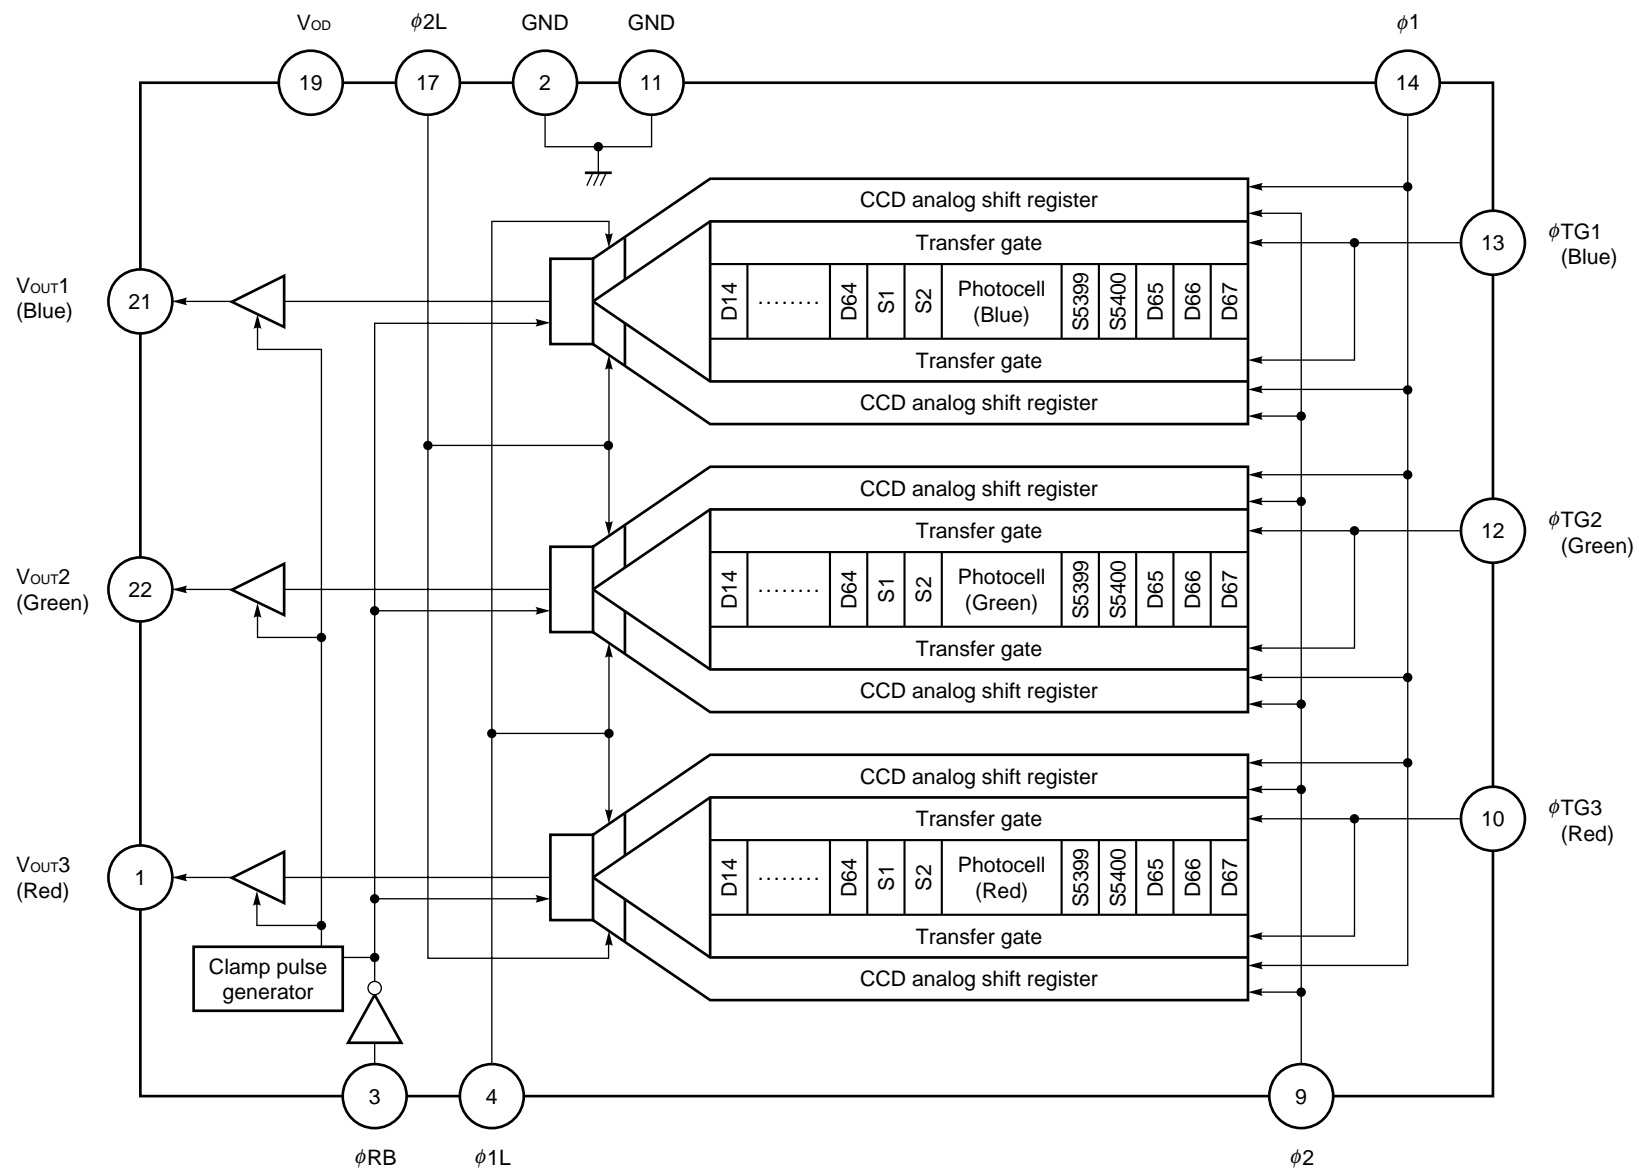 VOD
ϕ2L
GND
GND
ϕ1
19
17
2
11
14
CCD analog shift register
Transfer gate
13
ϕTG1
(Blue)
VOUT1
(Blue)
21
D14
........
D64
S1
S2
Photocell
(Blue)
S5399
S5400
D65
D66
D67
Transfer gate
CCD analog shift register
CCD analog shift register
Transfer gate
12
ϕTG2
(Green)
VOUT2
(Green)
22
D14
........
D64
S1
S2
Photocell
(Green)
S5399
S5400
D65
D66
D67
Transfer gate
CCD analog shift register
CCD analog shift register
Transfer gate
10
ϕTG3
(Red)
VOUT3
(Red)
1
D14
........
D64
S1
S2
Photocell
(Red)
S5399
S5400
D65
D66
D67
Transfer gate
CCD analog shift register
Clamp pulse
generator
3
4
9
ϕRB
ϕ1L
ϕ2